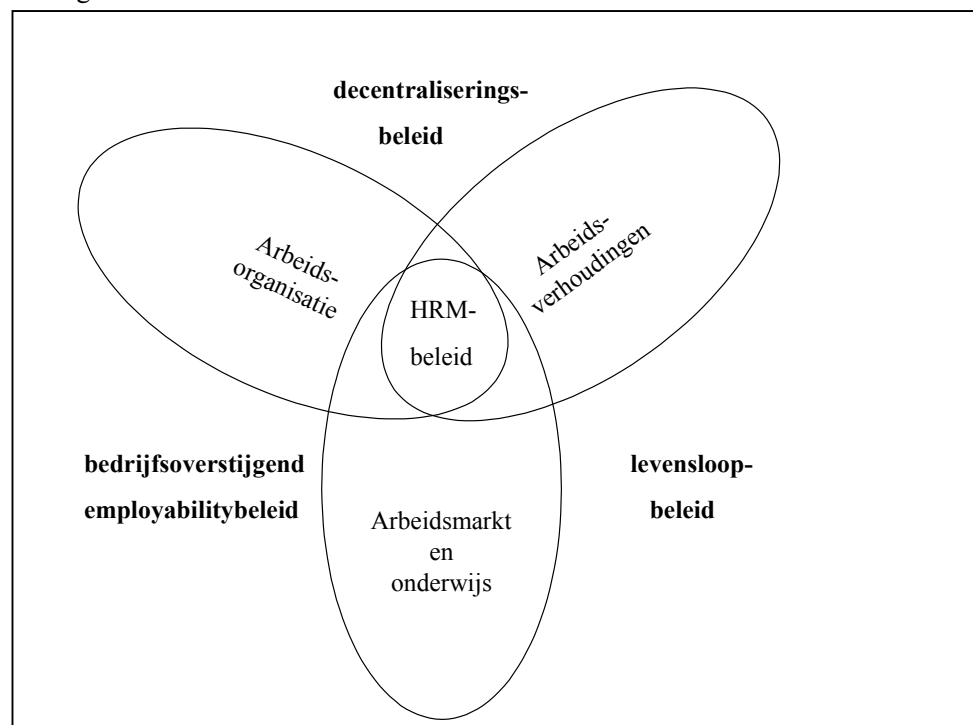 decentraliserings-
beleid
Arbeids-
organisatie
Arbeids-
verhoudingen
HRM-
beleid
bedrijfsoverstijgend
employabilitybeleid
levensloop-
beleid
Arbeidsmarkt
en
onderwijs